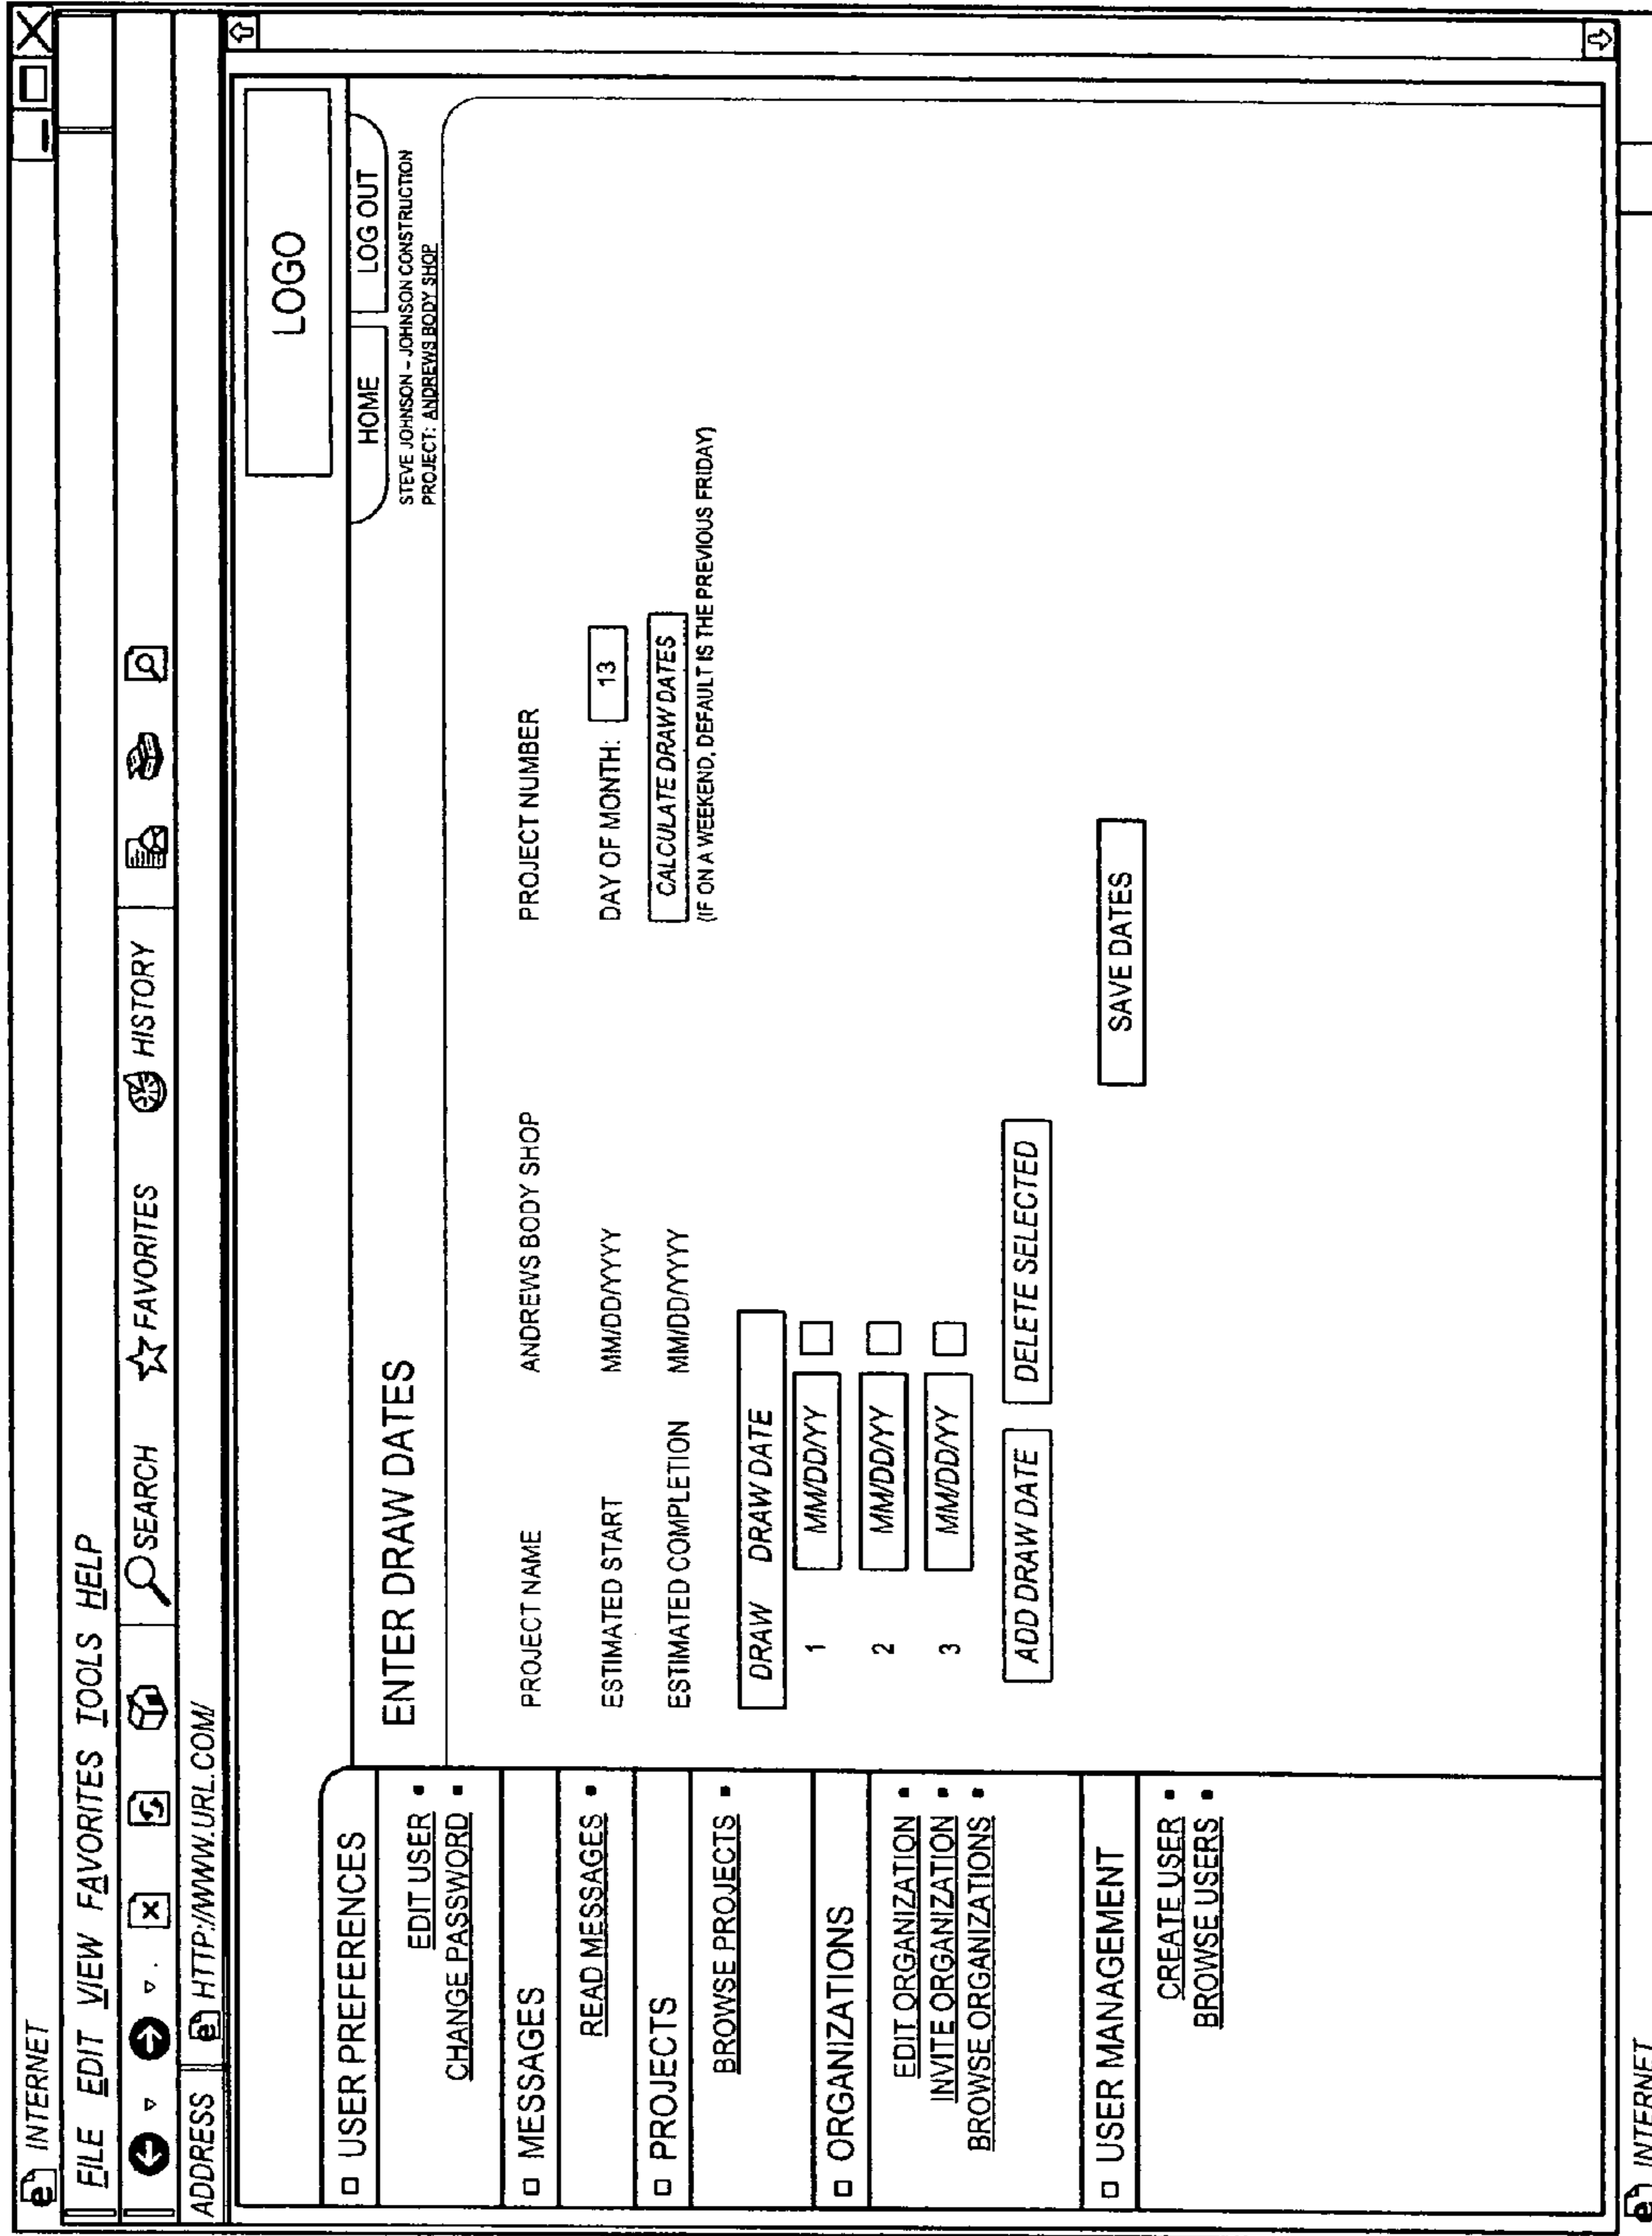 INTERNET
FILE EDIT VIEW FAVORITES TOOLS HELP
SEARCH FAVORITES HISTORY
ADDRESS HTTP://WWW.URL.COM/
LOGO
HOME LOG OUT
STEVE JOHNSON - JOHNSON CONSTRUCTION
PROJECT: ANDREWS BODY SHOP
USER PREFERENCES
EDIT USER
CHANGE PASSWORD
MESSAGES
READ MESSAGES
PROJECTS
BROWSE PROJECTS
ORGANIZATIONS
EDIT ORGANIZATION
INVITE ORGANIZATION
BROWSE ORGANIZATIONS
USER MANAGEMENT
CREATE USER
BROWSE USERS
ENTER DRAW DATES
PROJECT NAME ANDREWS BODY SHOP PROJECT NUMBER
ESTIMATED START MM/DD/YYYY DAY OF MONTH: 13
ESTIMATED COMPLETION MM/DD/YYYY CALCULATE DRAW DATES
(IF ON A WEEKEND, DEFAULT IS THE PREVIOUS FRIDAY)
DRAW DRAW DATE
1 MM/DD/YY
2 MM/DD/YY
3 MM/DD/YY
ADD DRAW DATE DELETE SELECTED
SAVE DATES
INTERNET